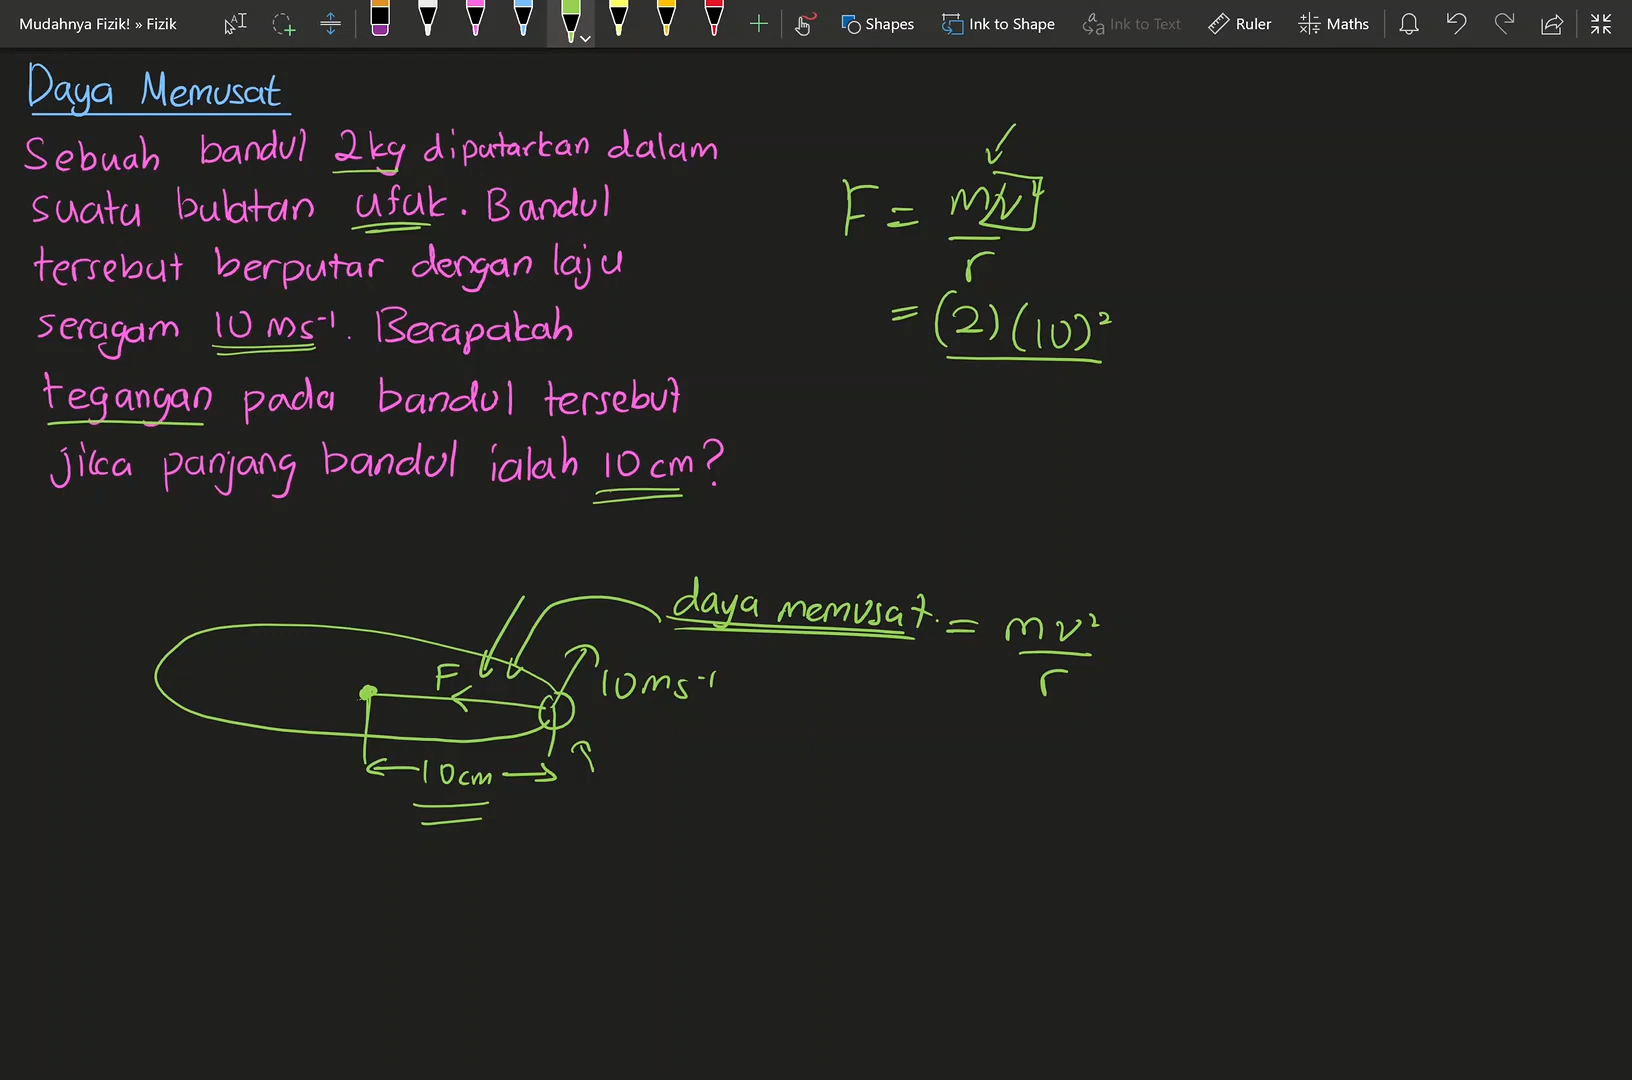 Mudahnya Fizik! » Fizik
Shapes
Ink to Shape
Ink to Text
Ruler
Maths
Daya Memusat
Sebuah bandul 2kg diputarkan dalam
suatu bulatan ufuk. Bandul
tersebut berputar dengan laju
seragam 10 ms⁻¹. Berapakah
tegangan pada bandul tersebut
jika panjang bandul ialah 10 cm?
F = mv²
r
= (2)(10)²
daya memusat. = mv²
r
F
10ms⁻¹
10cm